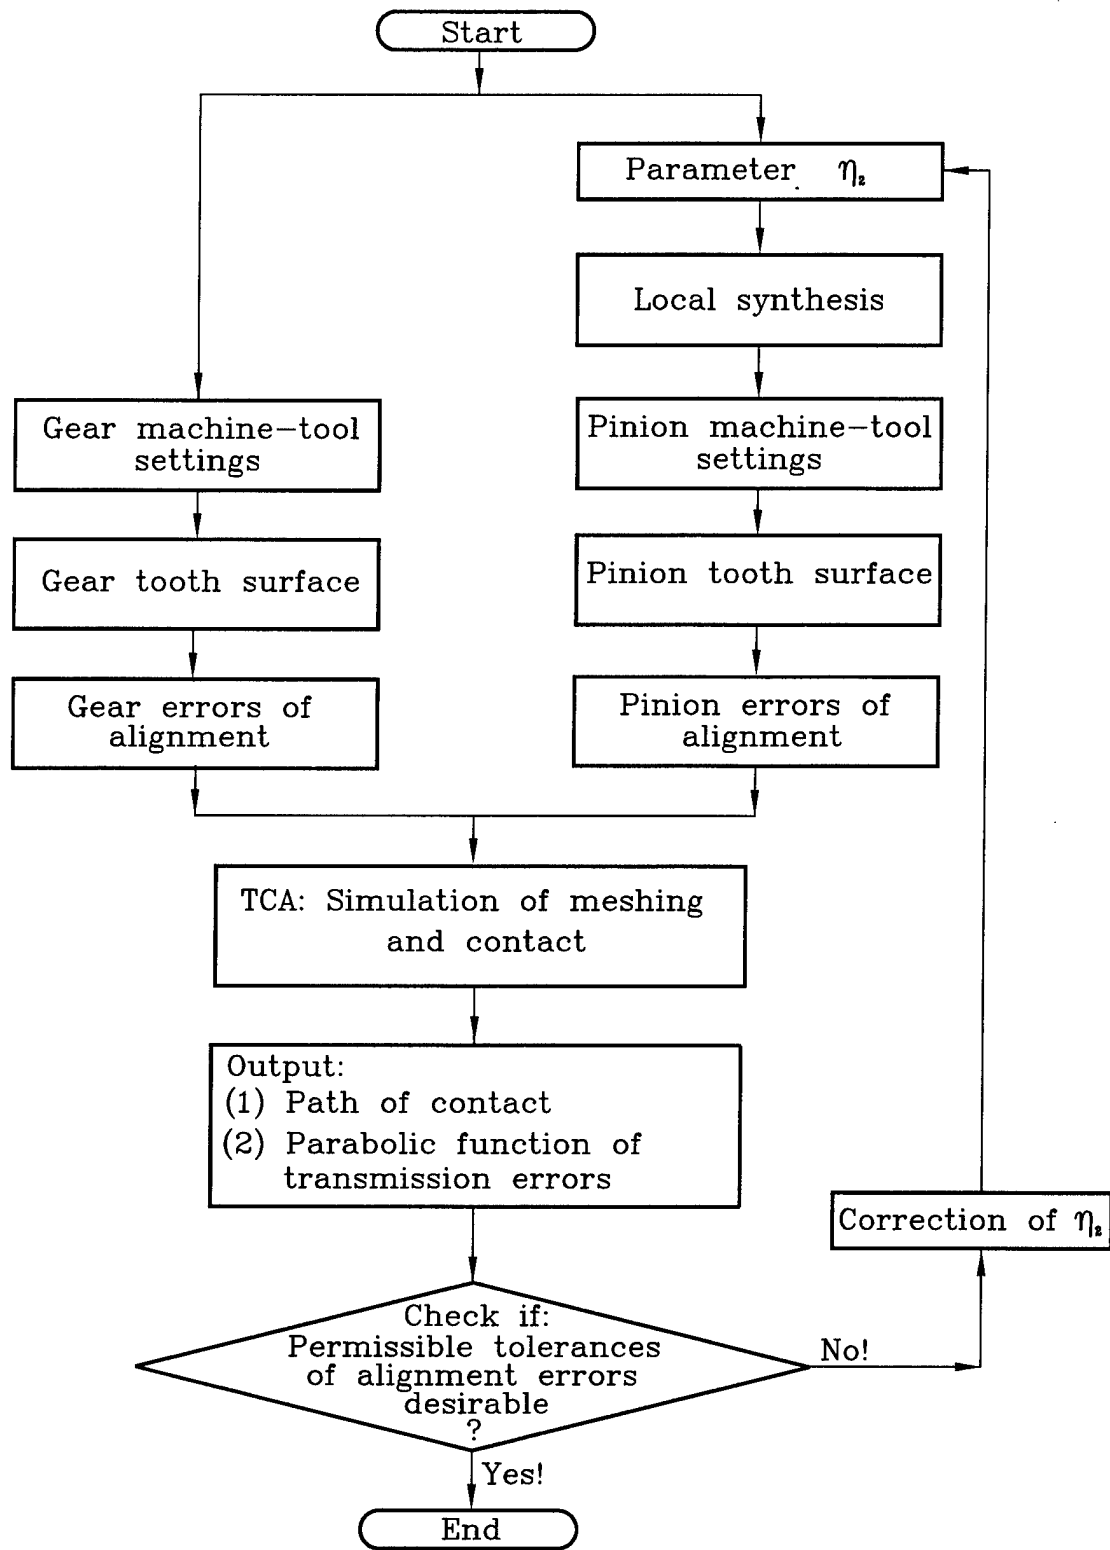 Start
Parameter η₂
Local synthesis
Gear machine-tool
settings
Pinion machine-tool
settings
Gear tooth surface
Pinion tooth surface
Gear errors of
alignment
Pinion errors of
alignment
TCA: Simulation of meshing
and contact
Output:
(1) Path of contact
(2) Parabolic function of
transmission errors
Correction of η₂
Check if:
Permissible tolerances
of alignment errors
desirable
?
No!
Yes!
End